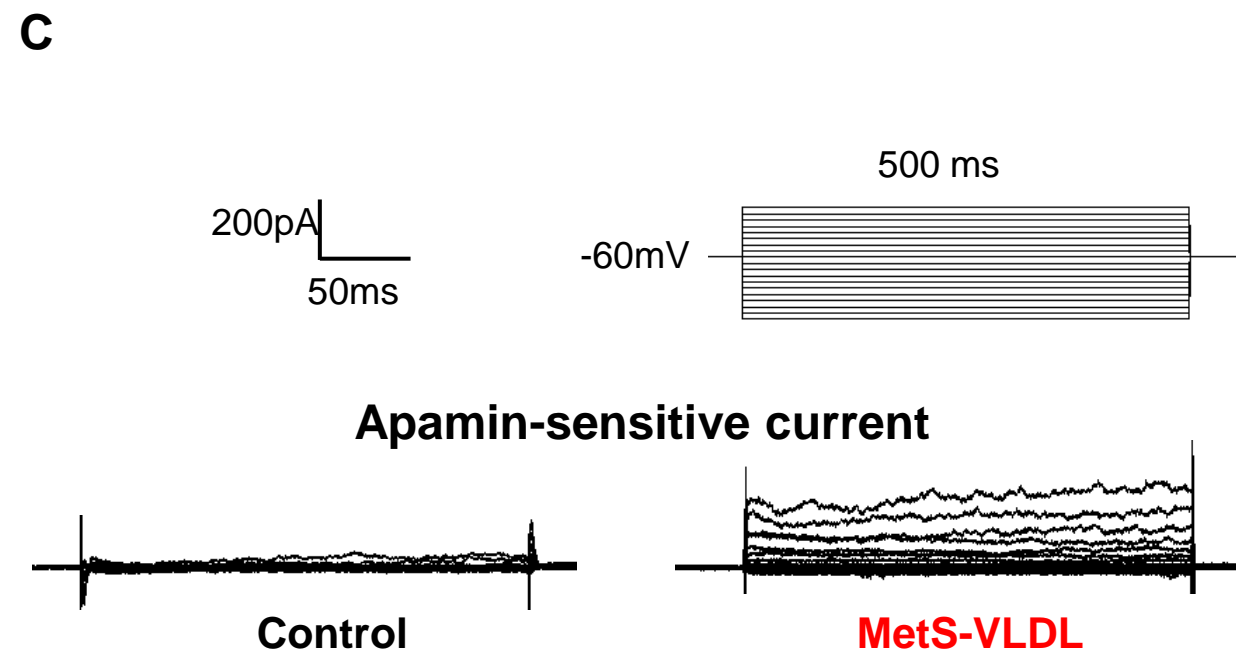 C
500 ms
200pA
-60mV
50ms
Apamin-sensitive current
Control
MetS-VLDL